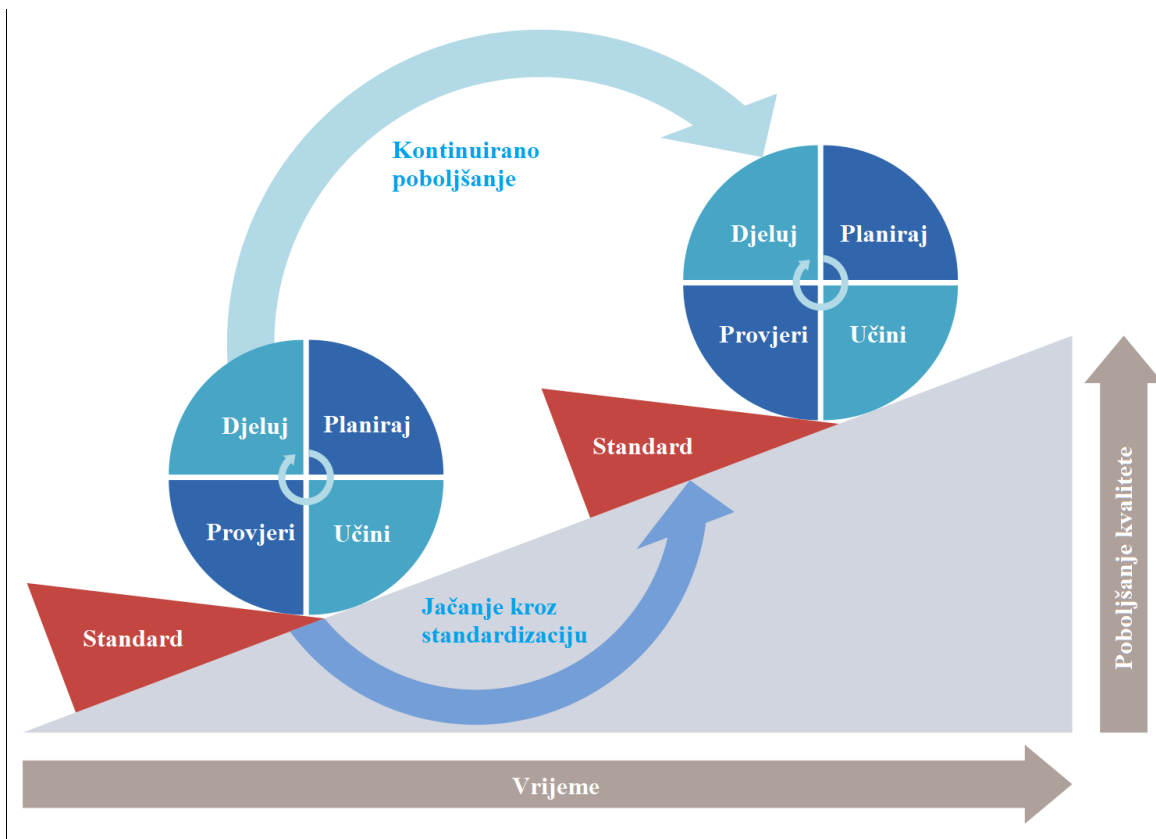 Kontinuirano
poboljšanje
Djeluj
Planiraj
Provjeri
Učini
Djeluj
Planiraj
Provjeri
Učini
Standard
Standard
Jačanje kroz
standardizaciju
Poboljšanje kvalitete
Vrijeme